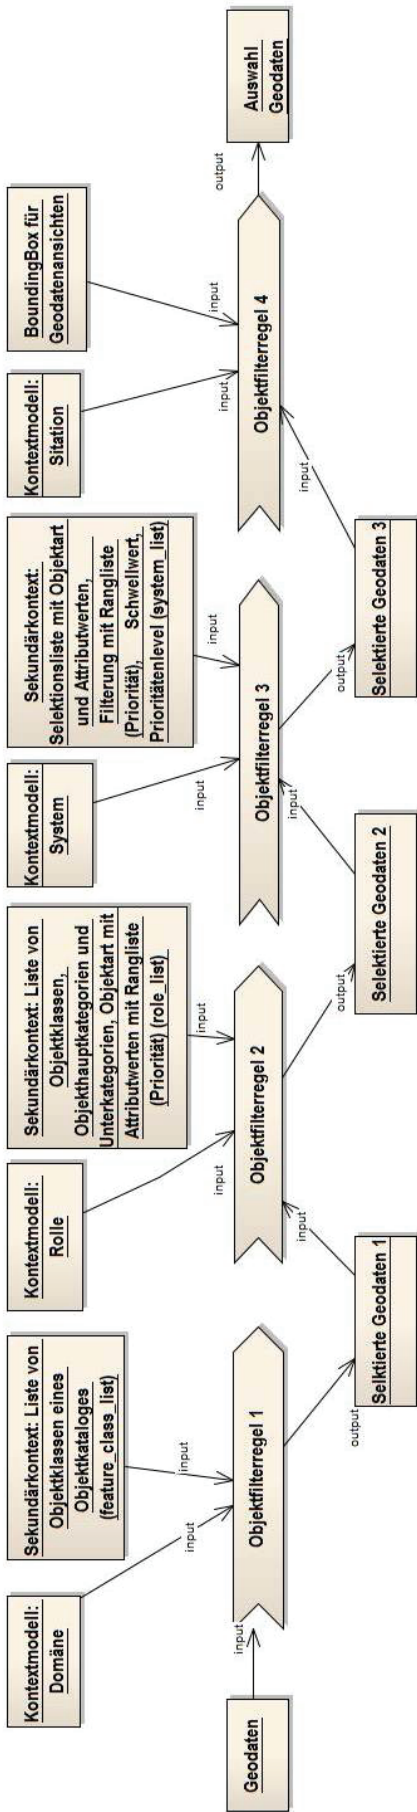 Kontextmodell:
Domäne
Sekundärkontext: Liste von
Objektklassen eines
Objektkataloges
(feature_class_list)
Kontextmodell:
Rolle
Sekundärkontext: Liste von
Objektklassen,
Objekthauptkategorien und
Unterkategorien, Objektart mit
Attributwerten mit Rangliste
(Priorität) (role_list)
Kontextmodell:
System
Sekundärkontext:
Selektionsliste mit Objektart
und Attributwerten,
Filterung mit Rangliste
(Priorität), Schwellwert,
Prioritätenlevel (system_list)
Kontextmodell:
Sitation
BoundingBox für
Geodatenansichten
input
input
input
input
input
input
input
input
Geodaten
input
Objektfilterregel 1
Objektfilterregel 2
Objektfilterregel 3
Objektfilterregel 4
output
Auswahl
Geodaten
output
input
output
input
output
input
Selktierte Geodaten 1
Selektierte Geodaten 2
Selektierte Geodaten 3